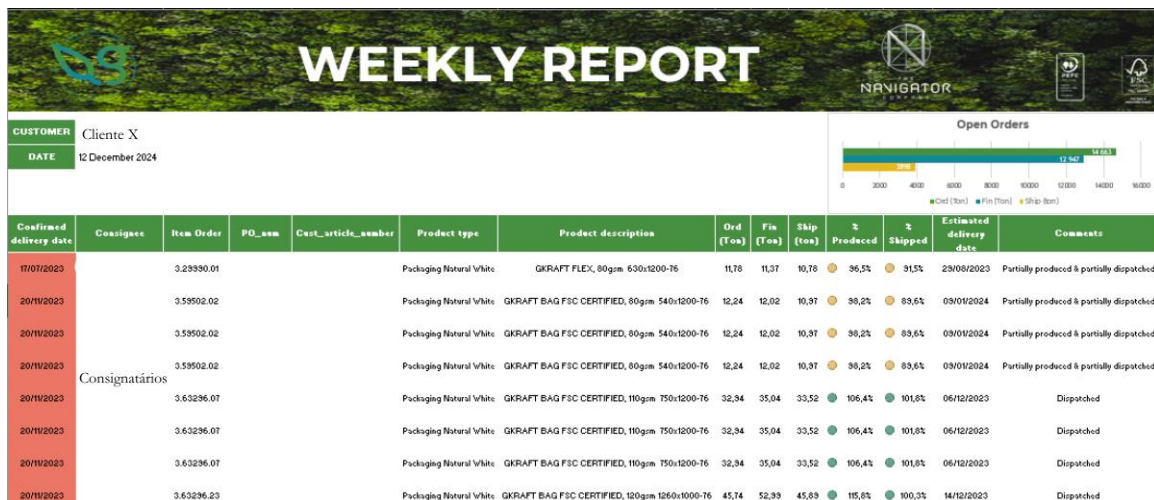 WEEKLY REPORT
THE
NAVIGATOR
COMPANY
PEFC
FSC
CUSTOMER Cliente X
DATE 12 December 2024
Open Orders
14 663
12 947
0 2000 4000 6000 8000 10000 12000 14000 16000
Ord (Ton) Fin (Ton) Ship (ton)
Confirmed delivery date Consignee Item Order PO_num Cust_article_number Product type Product description Ord (Ton) Fin (Ton) Ship (ton) % Produced % Shipped Estimated delivery date Comments
17/07/2023 3.29990.01 Packaging Natural White GKRAFT FLEX, 80gsm 630x1200-76 11,78 11,37 10,78 96,5% 91,5% 29/08/2023 Partially produced & partially dispatched
20/11/2023 3.59502.02 Packaging Natural White GKRAFT BAG FSC CERTIFIED, 80gsm 540x1200-76 12,24 12,02 10,97 98,2% 89,6% 09/01/2024 Partially produced & partially dispatched
20/11/2023 3.59502.02 Packaging Natural White GKRAFT BAG FSC CERTIFIED, 80gsm 540x1200-76 12,24 12,02 10,97 98,2% 89,6% 09/01/2024 Partially produced & partially dispatched
20/11/2023 3.59502.02 Packaging Natural White GKRAFT BAG FSC CERTIFIED, 80gsm 540x1200-76 12,24 12,02 10,97 98,2% 89,6% 09/01/2024 Partially produced & partially dispatched
Consignatários
20/11/2023 3.63296.07 Packaging Natural White GKRAFT BAG FSC CERTIFIED, 110gsm 750x1200-76 32,94 35,04 33,52 106,4% 101,8% 06/12/2023 Dispatched
20/11/2023 3.63296.07 Packaging Natural White GKRAFT BAG FSC CERTIFIED, 110gsm 750x1200-76 32,94 35,04 33,52 106,4% 101,8% 06/12/2023 Dispatched
20/11/2023 3.63296.07 Packaging Natural White GKRAFT BAG FSC CERTIFIED, 110gsm 750x1200-76 32,94 35,04 33,52 106,4% 101,8% 06/12/2023 Dispatched
20/11/2023 3.63296.23 Packaging Natural White GKRAFT BAG FSC CERTIFIED, 120gsm 1260x1000-76 45,74 52,99 45,89 115,8% 100,3% 14/12/2023 Dispatched